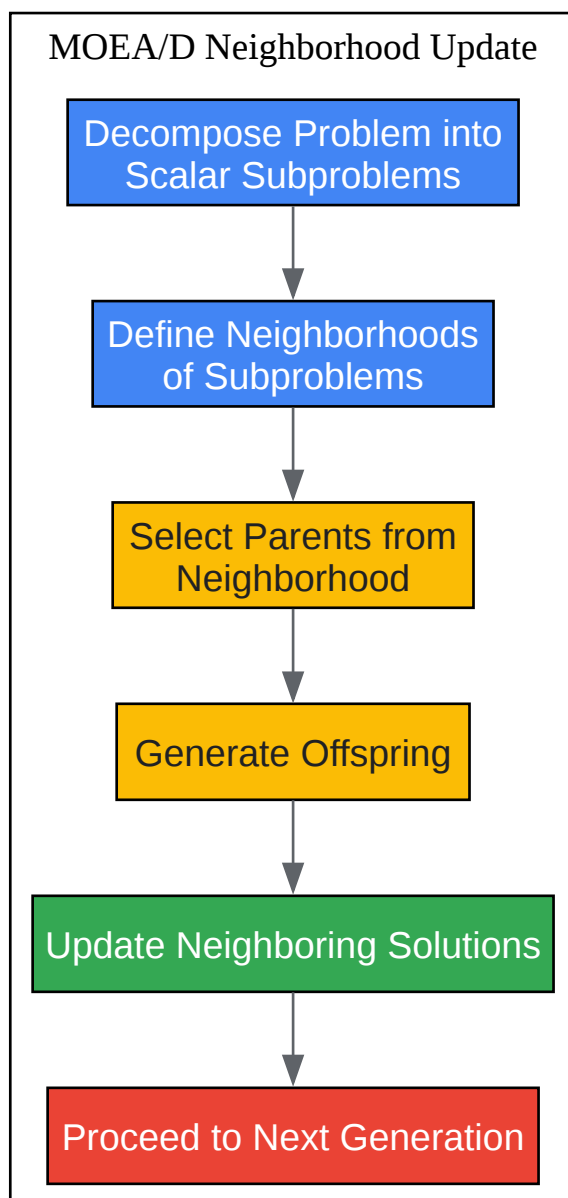 MOEA/D Neighborhood Update
Decompose Problem into
Scalar Subproblems
Define Neighborhoods
of Subproblems
Select Parents from
Neighborhood
Generate Offspring
Update Neighboring Solutions
Proceed to Next Generation